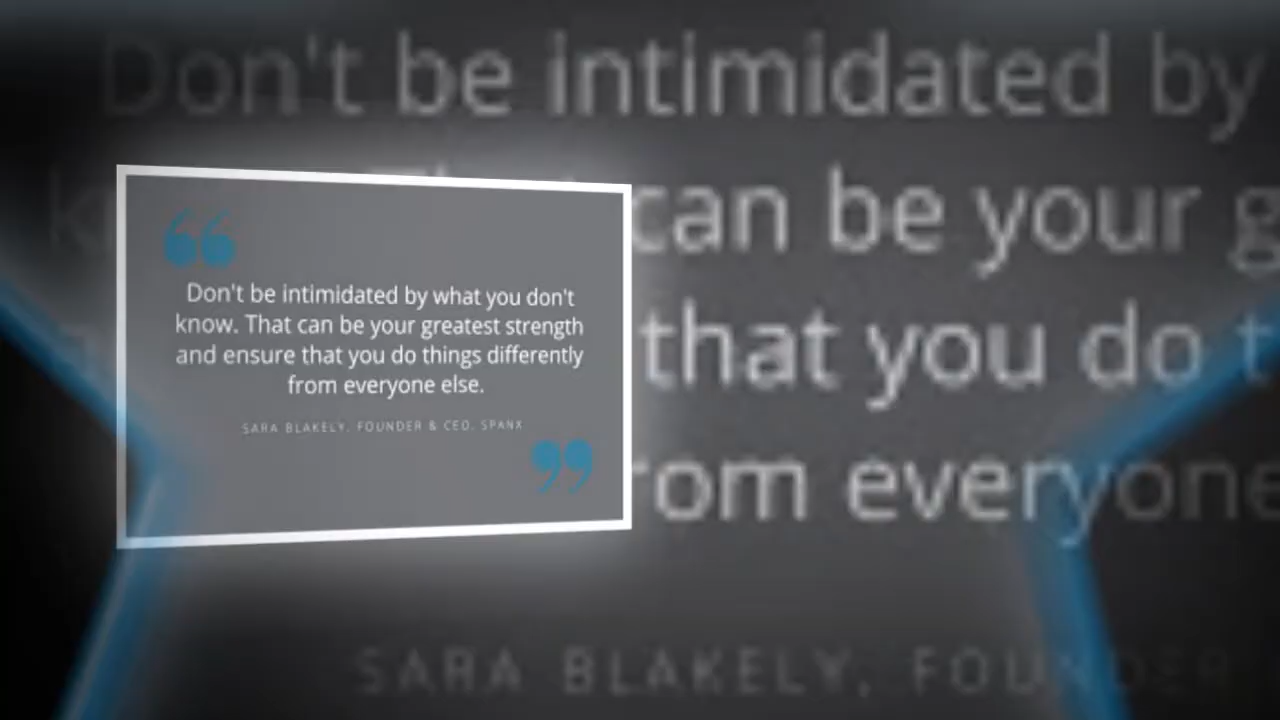 Don't be intimidated by
can be your g
that you do t
rom everyone
SARA BLAKELY, FOUNDER
“
Don't be intimidated by what you don't
know. That can be your greatest strength
and ensure that you do things differently
from everyone else.
SARA BLAKELY, FOUNDER & CEO, SPANX
”